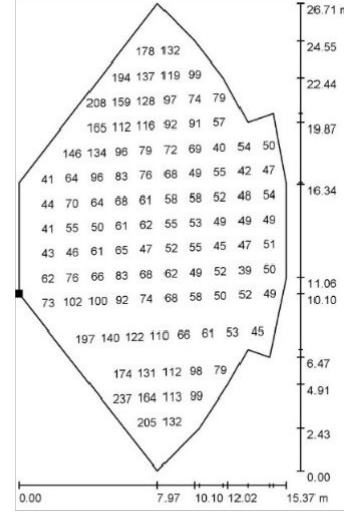 26.71 m
24.55
22.44
19.87
16.34
11.06
10.10
6.47
4.91
2.43
0.00
178 132
194 137 119 99
208 159 128 97 74 79
165 112 116 92 91 57
146 134 96 79 72 69 40 54 50
41 64 96 83 76 68 49 55 42 47
44 70 64 68 61 58 58 52 48 54
41 55 50 61 62 55 53 49 49 49
43 46 61 65 47 52 55 45 47 51
62 76 66 83 68 62 49 52 39 50
73 102 100 92 74 68 58 50 52 49
197 140 122 110 66 61 53 45
174 131 112 98 79
237 164 113 99
205 132
0.00 7.97 10.10 12.02 15.37 m